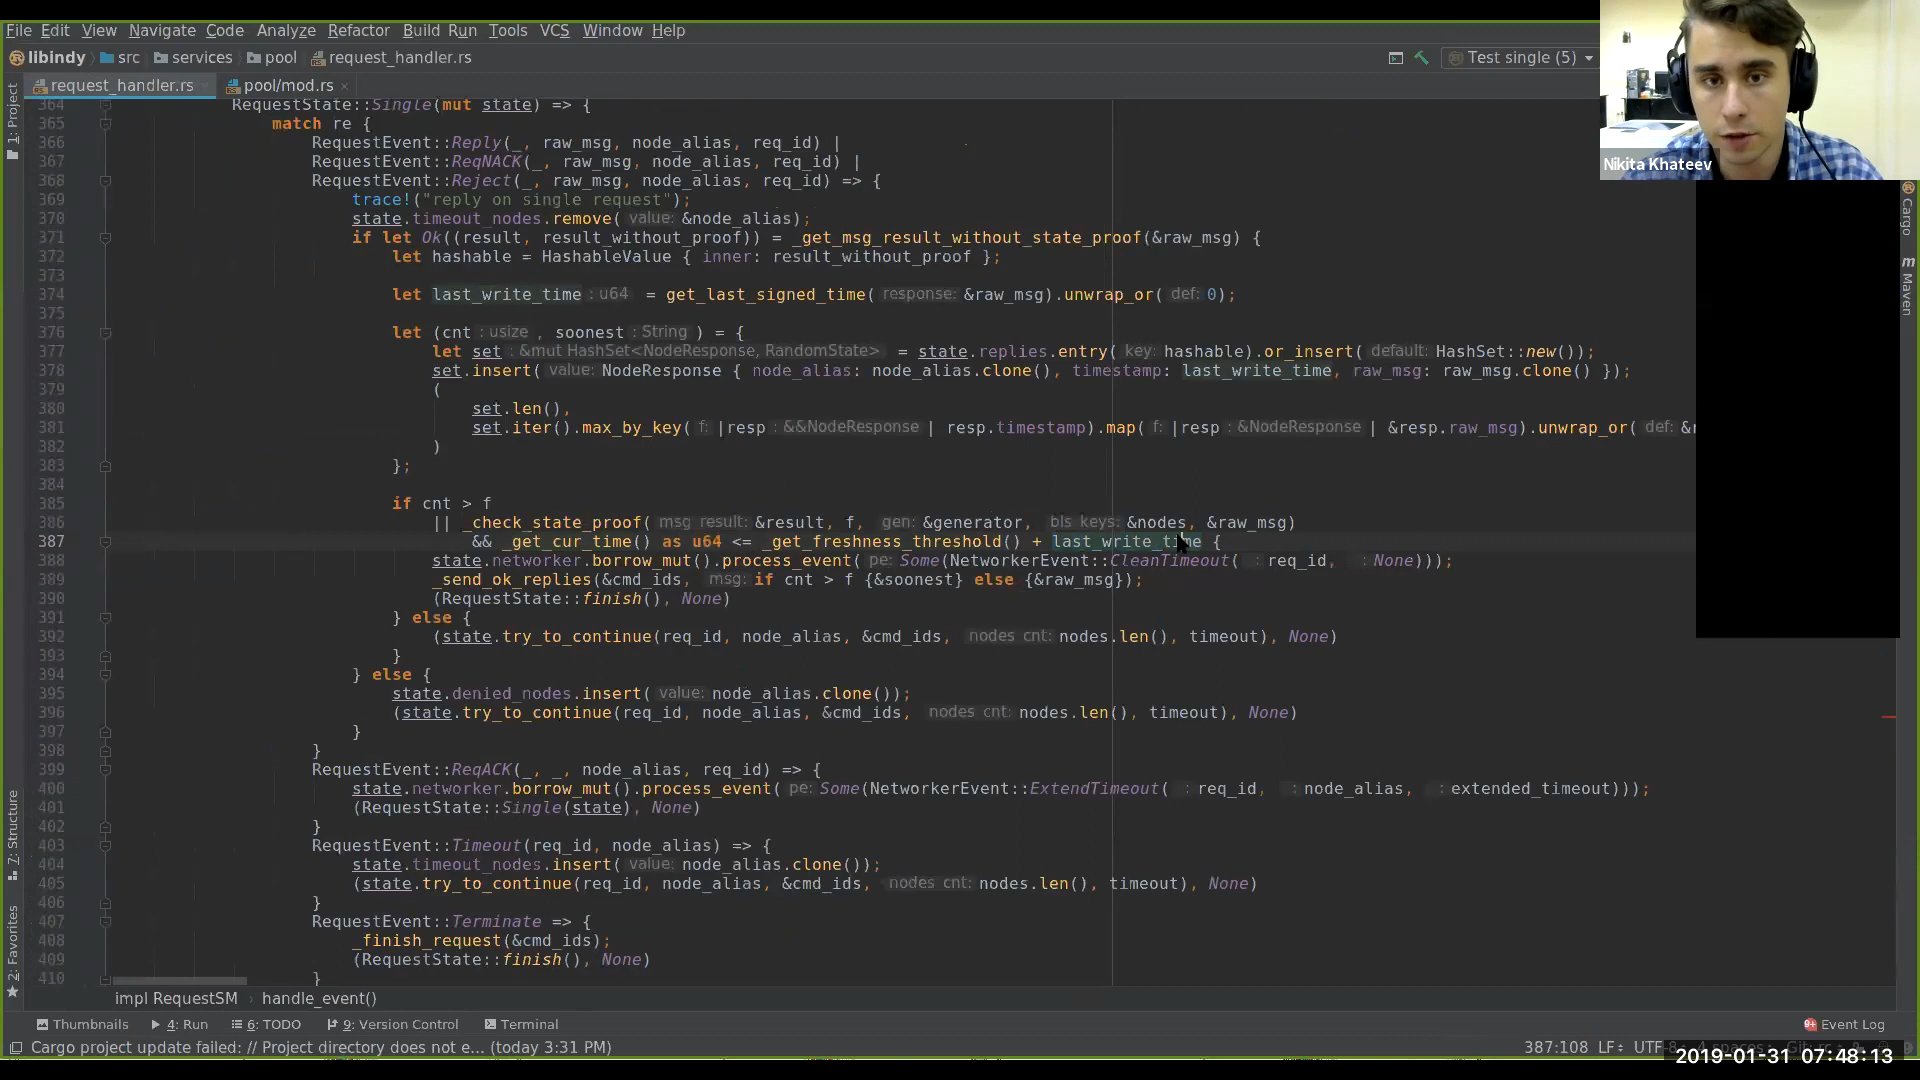 File Edit View Navigate Code Analyze Refactor Build Run Tools VCS Window Help
libindy src services pool request_handler.rs Test single (5)
request_handler.rs pool/mod.rs
364 RequestState::Single(mut state) => {
365 match re {
366 RequestEvent::Reply(_, raw_msg, node_alias, req_id) |
367 RequestEvent::ReqNACK(_, raw_msg, node_alias, req_id) |
368 RequestEvent::Reject(_, raw_msg, node_alias, req_id) => {
369 trace!("reply on single request");
370 state.timeout_nodes.remove( value: &node_alias);
371 if let Ok((result, result_without_proof)) = _get_msg_result_without_state_proof(&raw_msg) {
372 let hashable = HashableValue { inner: result_without_proof };
373
374 let last_write_time : u64 = get_last_signed_time( response: &raw_msg).unwrap_or( def: 0);
375
376 let (cnt : usize , soonest : String ) = {
377 let set : &mut HashSet<NodeResponse, RandomState> = state.replies.entry( key: hashable).or_insert( default: HashSet::new());
378 set.insert( value: NodeResponse { node_alias: node_alias.clone(), timestamp: last_write_time, raw_msg: raw_msg.clone() });
379 (
380 set.len(),
381 set.iter().max_by_key( f: |resp : &&NodeResponse | resp.timestamp).map( f: |resp : &NodeResponse | &resp.raw_msg).unwrap_or( def: &r
382 )
383 };
384
385 if cnt > f
386 || _check_state_proof( msg result: &result, f, gen: &generator, bls keys: &nodes, &raw_msg)
387 && _get_cur_time() as u64 <= _get_freshness_threshold() + last_write_time {
388 state.networker.borrow_mut().process_event( pe: Some(NetworkerEvent::CleanTimeout( : req_id, : None)));
389 _send_ok_replies(&cmd_ids, msg: if cnt > f {&soonest} else {&raw_msg});
390 (RequestState::finish(), None)
391 } else {
392 (state.try_to_continue(req_id, node_alias, &cmd_ids, nodes cnt: nodes.len(), timeout), None)
393 }
394 } else {
395 state.denied_nodes.insert( value: node_alias.clone());
396 (state.try_to_continue(req_id, node_alias, &cmd_ids, nodes cnt: nodes.len(), timeout), None)
397 }
398 }
399 RequestEvent::ReqACK(_, _, node_alias, req_id) => {
400 state.networker.borrow_mut().process_event( pe: Some(NetworkerEvent::ExtendTimeout( : req_id, : node_alias, : extended_timeout)));
401 (RequestState::Single(state), None)
402 }
403 RequestEvent::Timeout(req_id, node_alias) => {
404 state.timeout_nodes.insert( value: node_alias.clone());
405 (state.try_to_continue(req_id, node_alias, &cmd_ids, nodes cnt: nodes.len(), timeout), None)
406 }
407 RequestEvent::Terminate => {
408 _finish_request(&cmd_ids);
409 (RequestState::finish(), None)
410 }
impl RequestSM › handle_event()
Thumbnails 4: Run 6: TODO 9: Version Control Terminal Event Log
Cargo project update failed: // Project directory does not e... (today 3:31 PM) 387:108 LF UTF-8
2019-01-31 07:48:13
1: Project
7: Structure
2: Favorites
Cargo
Maven
Nikita Khateev